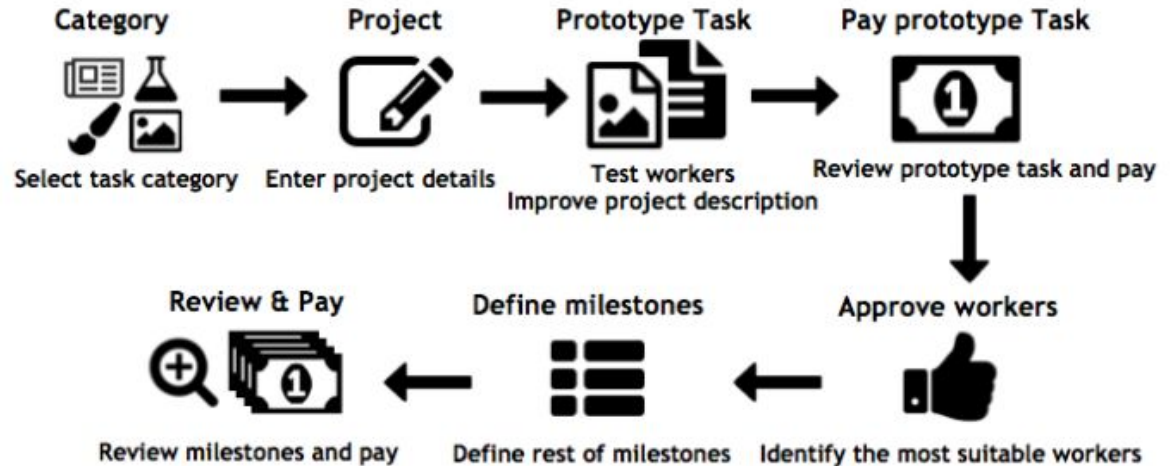 Category
Project
Prototype Task
Pay prototype Task
1
Select task category
Enter project details
Test workers
Improve project description
Review prototype task and pay
Review & Pay
Define milestones
Approve workers
1
Review milestones and pay
Define rest of milestones
Identify the most suitable workers